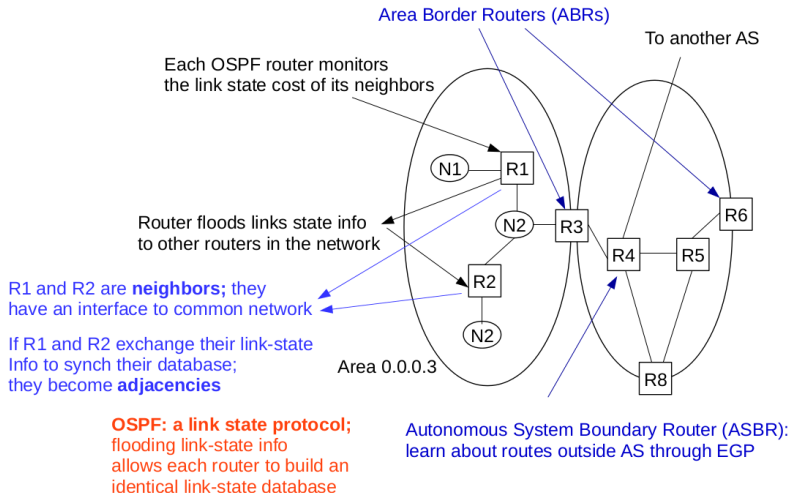 Area Border Routers (ABRs)
To another AS
Each OSPF router monitors
the link state cost of its neighbors
N1
R1
R6
Router floods links state info
to other routers in the network
N2
R3
R4
R5
R2
R1 and R2 are neighbors; they
have an interface to common network
N2
If R1 and R2 exchange their link-state
Info to synch their database;
they become adjacencies
Area 0.0.0.3
R8
OSPF: a link state protocol;
flooding link-state info
allows each router to build an
identical link-state database
Autonomous System Boundary Router (ASBR):
learn about routes outside AS through EGP